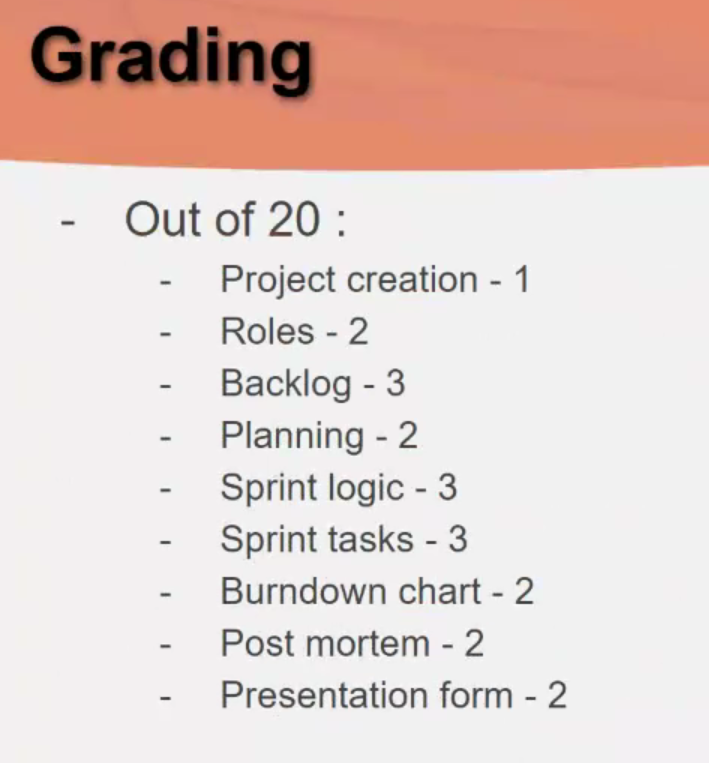 Grading
- Out of 20 :
- Project creation - 1
- Roles - 2
- Backlog - 3
- Planning - 2
- Sprint logic - 3
- Sprint tasks - 3
- Burndown chart - 2
- Post mortem - 2
- Presentation form - 2